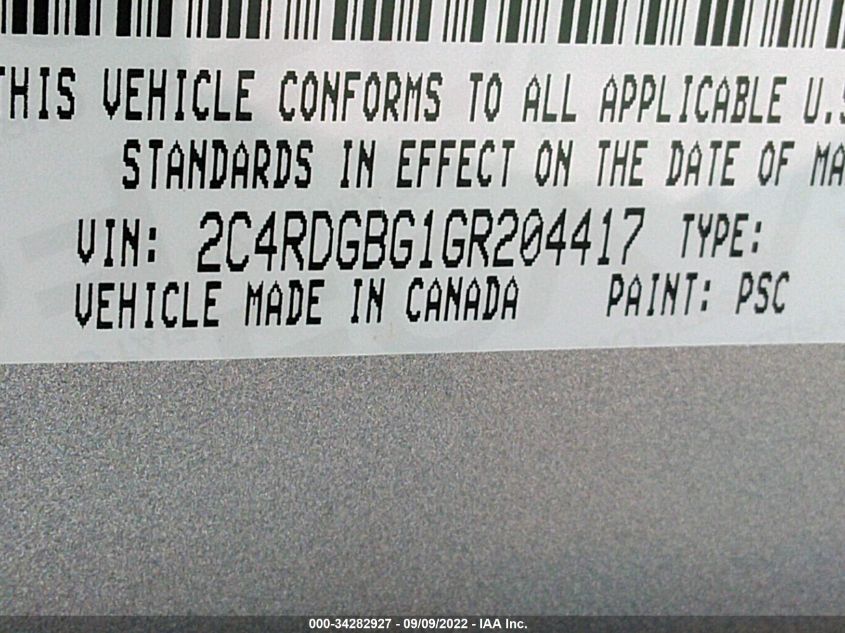 THIS VEHICLE CONFORMS TO ALL APPLICABLE U.S
STANDARDS IN EFFECT ON THE DATE OF MA
VIN: 2C4RDGBG1GR204417 TYPE:
VEHICLE MADE IN CANADA PAINT: PSC
000-34282927 - 09/09/2022 - IAA Inc.